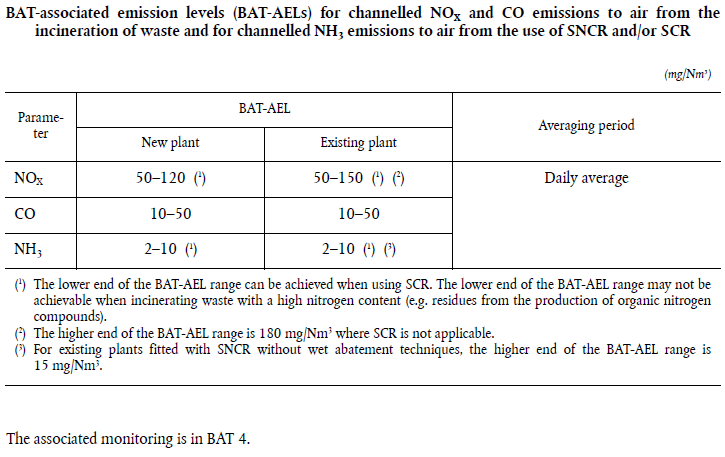 BAT-associated emission levels (BAT-AELs) for channelled NOX and CO emissions to air from the
incineration of waste and for channelled NH3 emissions to air from the use of SNCR and/or SCR
(mg/Nm³)
Parame-
ter
BAT-AEL
Averaging period
New plant Existing plant
NOX 50–120 (¹) 50–150 (¹) (²) Daily average
CO 10–50 10–50
NH3 2–10 (¹) 2–10 (¹) (³)
(¹) The lower end of the BAT-AEL range can be achieved when using SCR. The lower end of the BAT-AEL range may not be
achievable when incinerating waste with a high nitrogen content (e.g. residues from the production of organic nitrogen
compounds).
(²) The higher end of the BAT-AEL range is 180 mg/Nm³ where SCR is not applicable.
(³) For existing plants fitted with SNCR without wet abatement techniques, the higher end of the BAT-AEL range is
15 mg/Nm³.
The associated monitoring is in BAT 4.